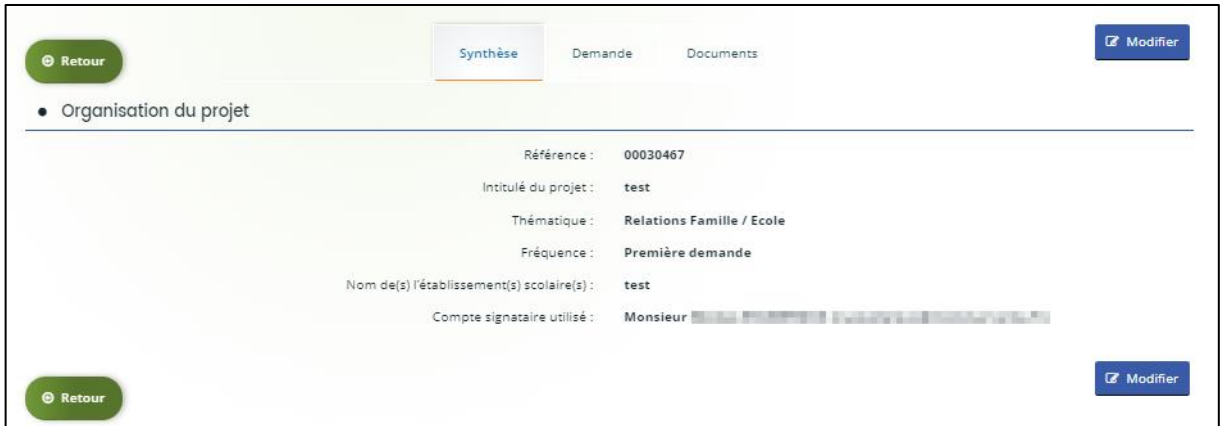 Retour
Synthèse Demande Documents
Modifier
Organisation du projet
Référence : 00030467
Intitulé du projet : test
Thématique : Relations Famille / Ecole
Fréquence : Première demande
Nom de(s) l'établissement(s) scolaire(s) : test
Compte signataire utilisé : Monsieur
Modifier
Retour